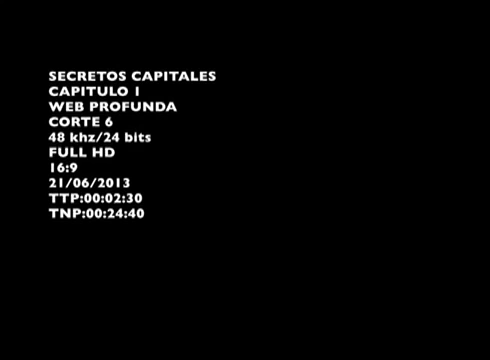 SECRETOS CAPITALES
CAPITULO 1
WEB PROFUNDA
CORTE 6
48 khz/24 bits
FULL HD
16:9
21/06/2013
TTP:00:02:30
TNP:00:24:40